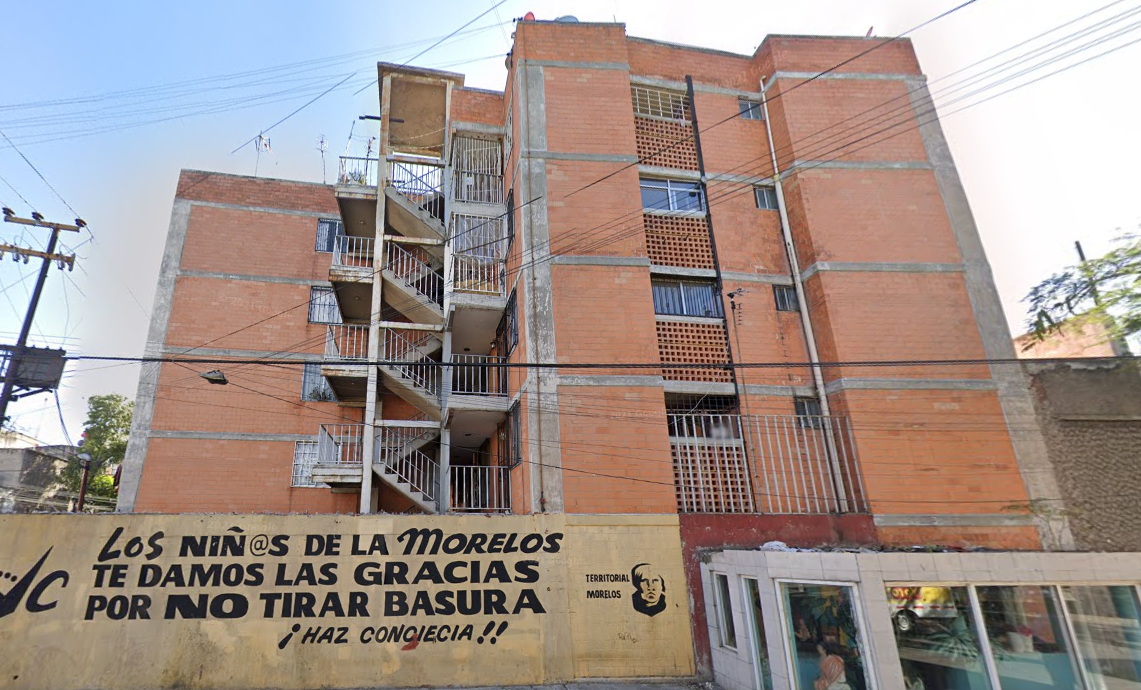 LOS NIÑ@S DE LA MORELOS
TE DAMOS LAS GRACIAS
POR NO TIRAR BASURA
¡HAZ CONCIECIA!!
TERRITORIAL
MORELOS